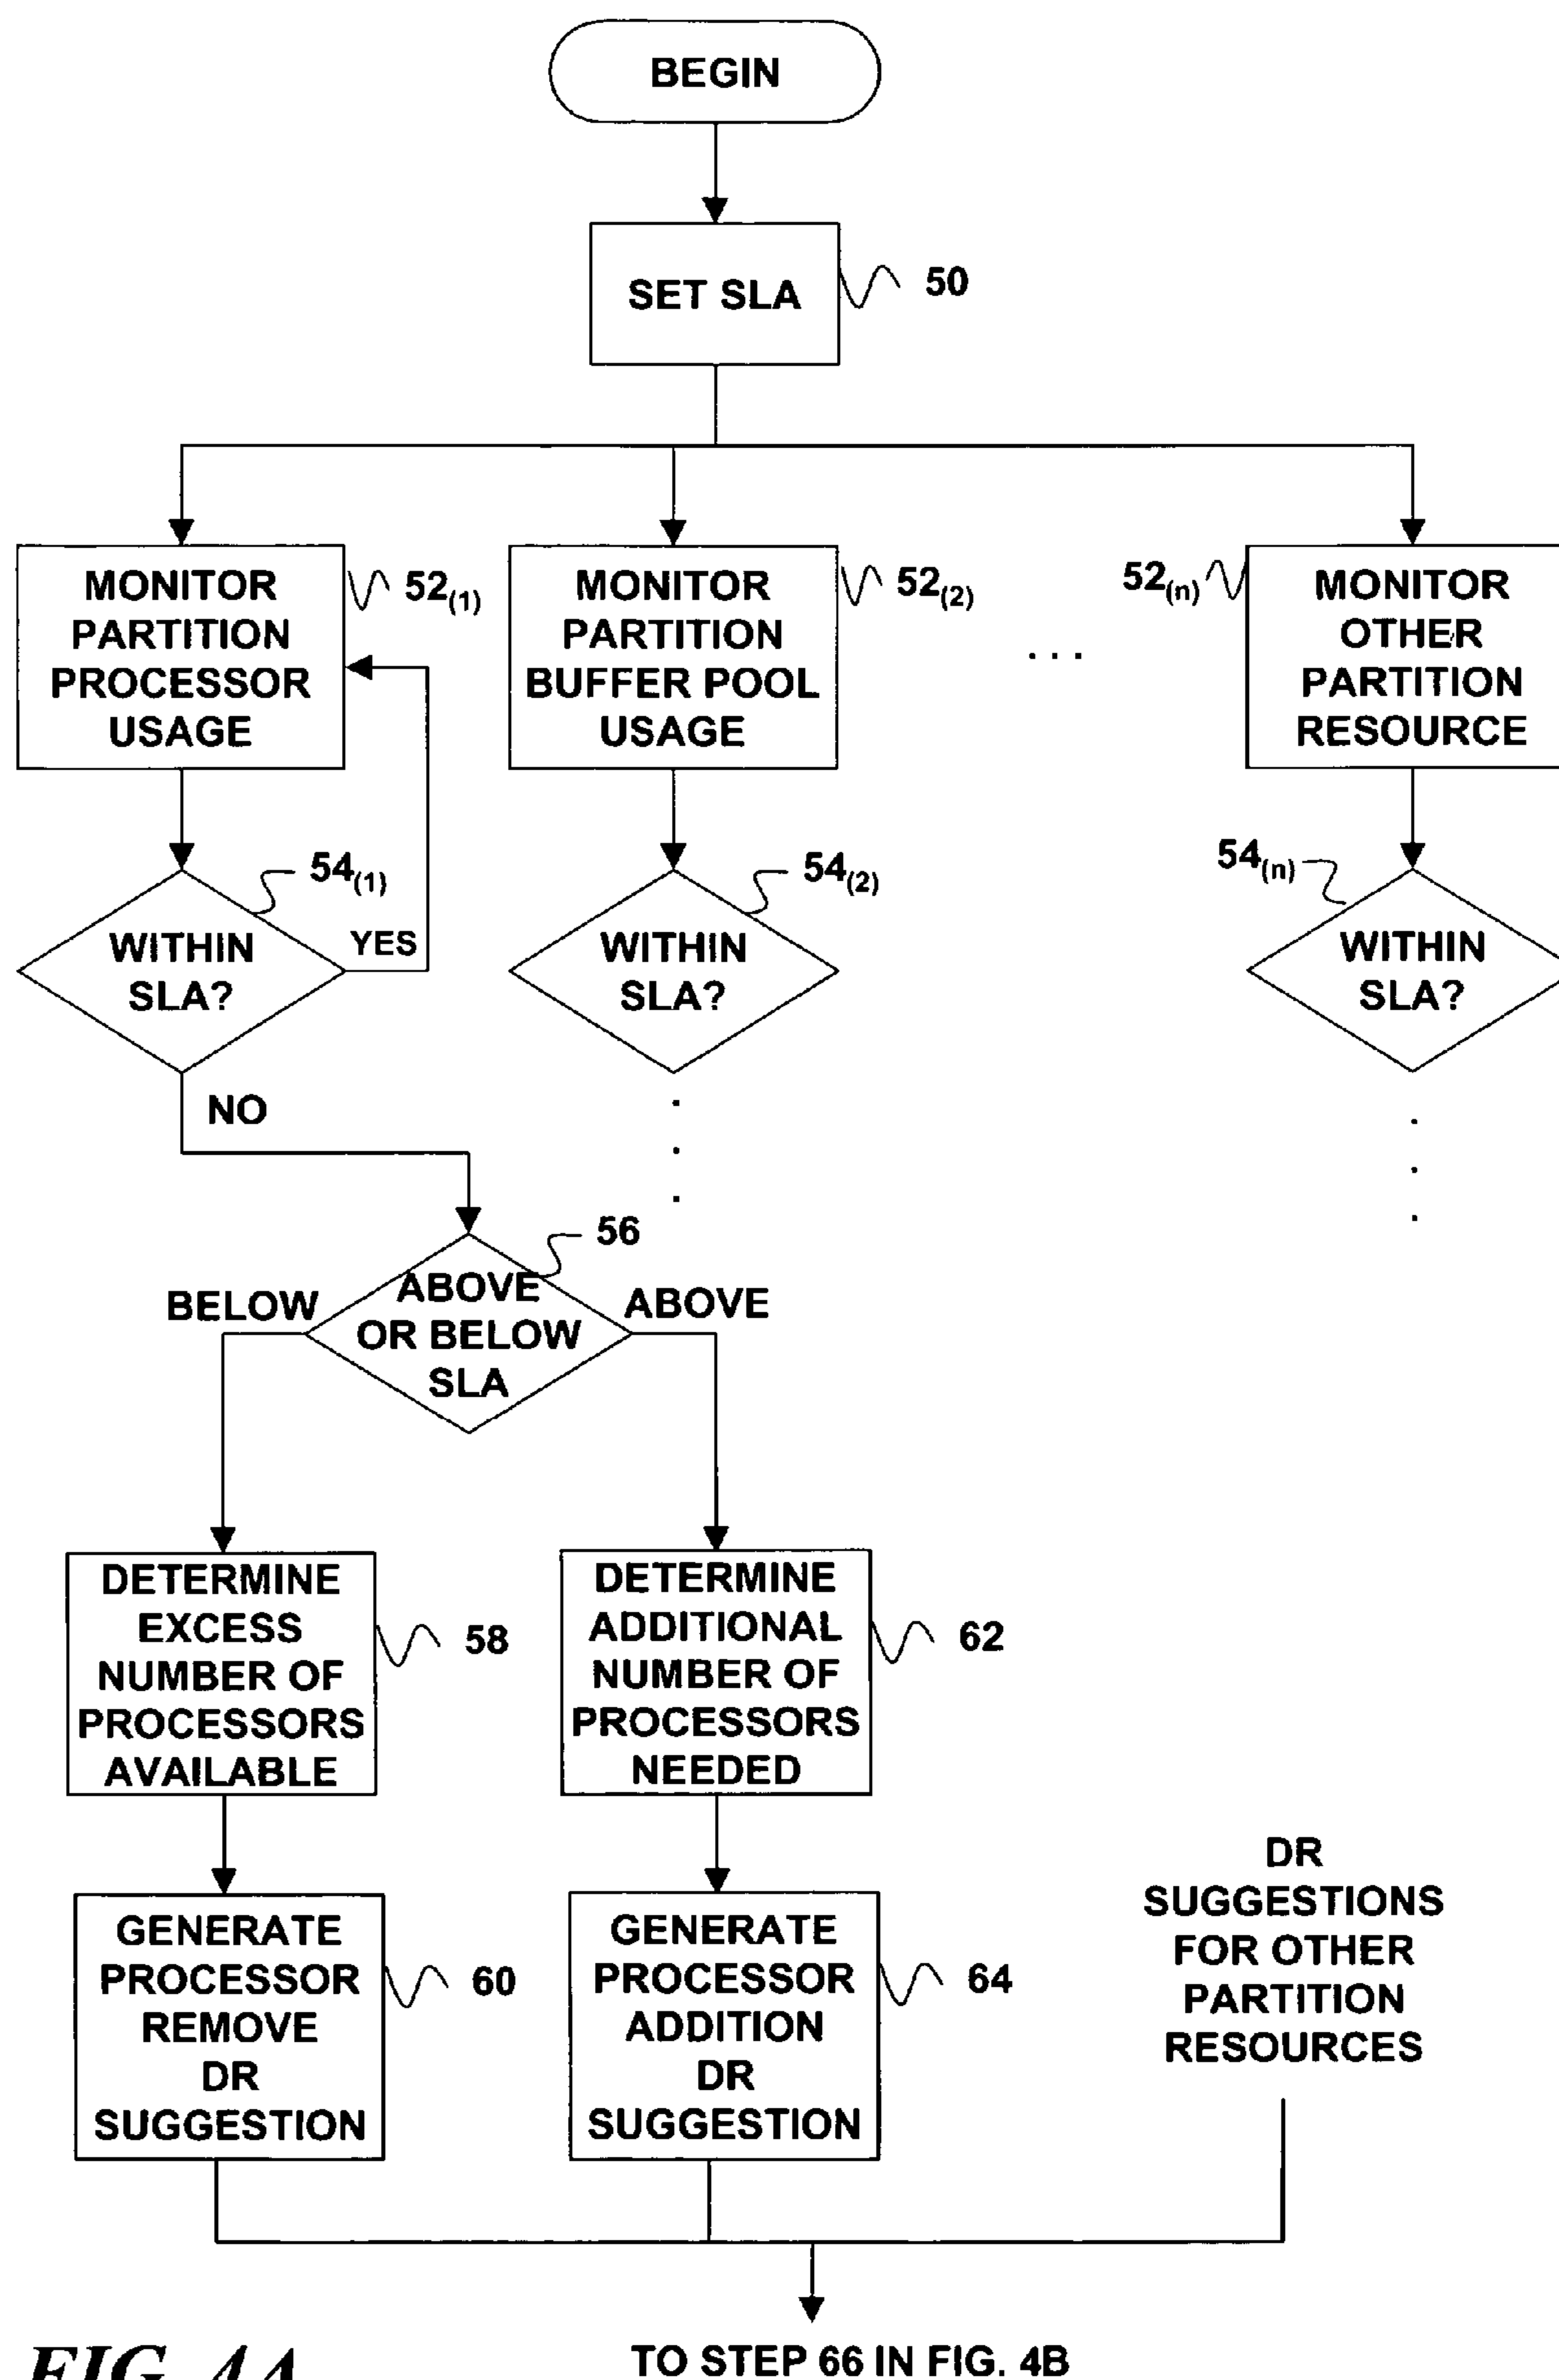 BEGIN
SET SLA
50
MONITOR
PARTITION
PROCESSOR
USAGE
52(1)
MONITOR
PARTITION
BUFFER POOL
USAGE
52(2)
. . .
52(n)
MONITOR
OTHER
PARTITION
RESOURCE
54(1)
WITHIN
SLA?
YES
NO
54(2)
WITHIN
SLA?
54(n)
WITHIN
SLA?
56
BELOW
ABOVE
OR BELOW
SLA
ABOVE
DETERMINE
EXCESS
NUMBER OF
PROCESSORS
AVAILABLE
58
DETERMINE
ADDITIONAL
NUMBER OF
PROCESSORS
NEEDED
62
GENERATE
PROCESSOR
REMOVE
DR
SUGGESTION
60
GENERATE
PROCESSOR
ADDITION
DR
SUGGESTION
64
DR
SUGGESTIONS
FOR OTHER
PARTITION
RESOURCES
FIG. 4A
TO STEP 66 IN FIG. 4B